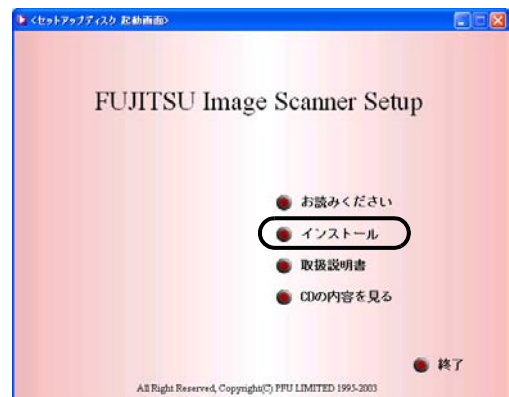 <セットアップディスク 起動画面>
FUJITSU Image Scanner Setup
お読みください
インストール
取扱説明書
CDの内容を見る
終了
All Right Reserved, Copyright(C) PFU LIMITED 1995-2003